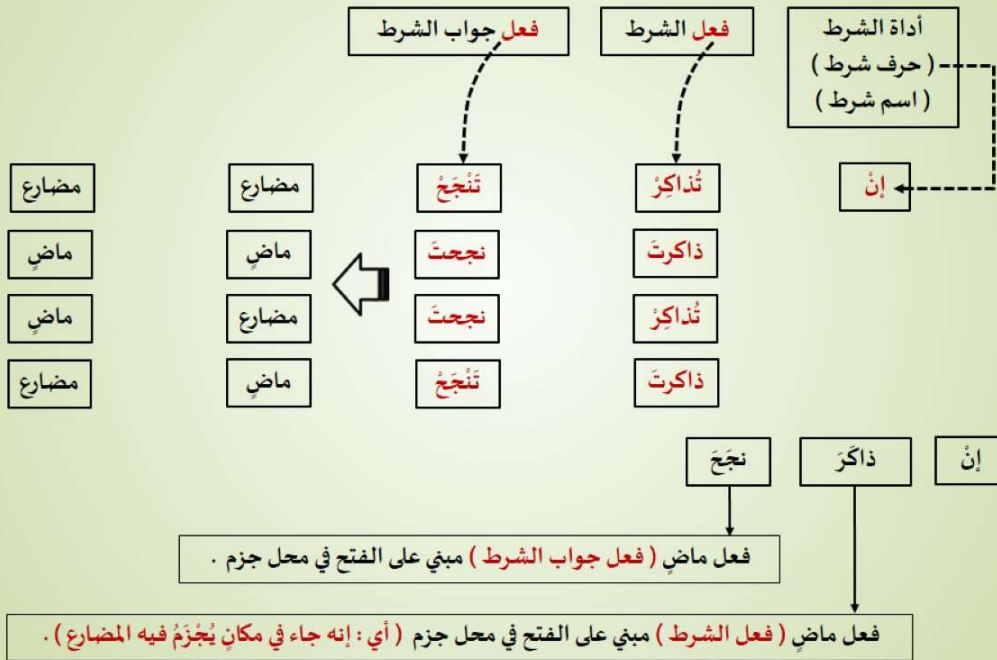 أداة الشرط
( حرف شرط )
( اسم شرط )
فعل الشرط
فعل جواب الشرط
إنْ
تُذاكِرْ
تَنْجَحْ
مضارع
مضارع
ذاكرتَ
نجحتَ
ماضٍ
ماضٍ
تُذاكِرْ
نجحتَ
مضارع
ماضٍ
ذاكرتَ
تَنْجَحْ
ماضٍ
مضارع
إنْ
ذاكَرَ
نجَحَ
فعل ماضٍ ( فعل جواب الشرط ) مبني على الفتح في محل جزم .
فعل ماضٍ ( فعل الشرط ) مبني على الفتح في محل جزم ( أي : إنه جاء في مكانٍ يُجْزَمُ فيه المضارع ) .